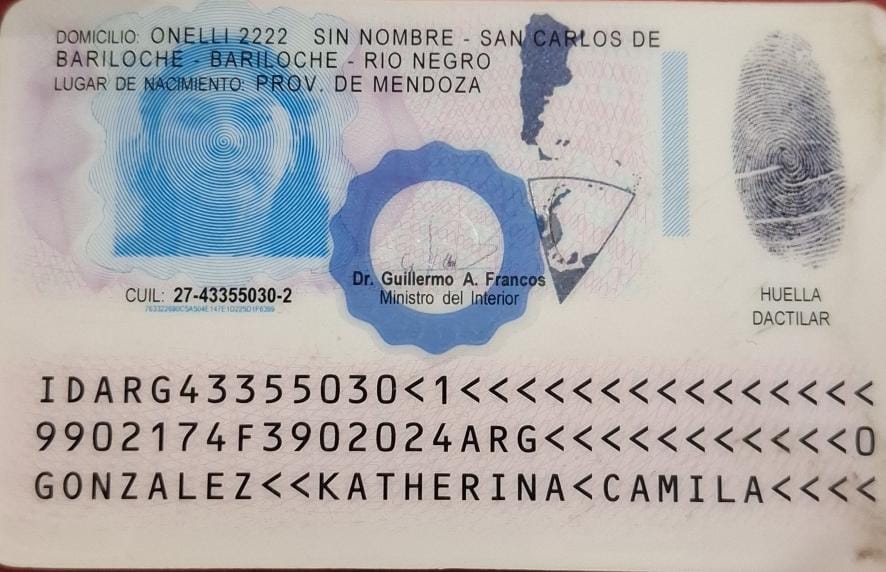 DOMICILIO: ONELLI 2222 SIN NOMBRE - SAN CARLOS DE
BARILOCHE - BARILOCHE - RIO NEGRO
LUGAR DE NACIMIENTO: PROV. DE MENDOZA
Dr. Guillermo A. Francos
Ministro del Interior
CUIL: 27-43355030-2
HUELLA
DACTILAR
IDARG43355030<1<<<<<<<<<<<<<<<
9902174F3902024ARG<<<<<<<<<<<0
GONZALEZ<<KATHERINA<CAMILA<<<<